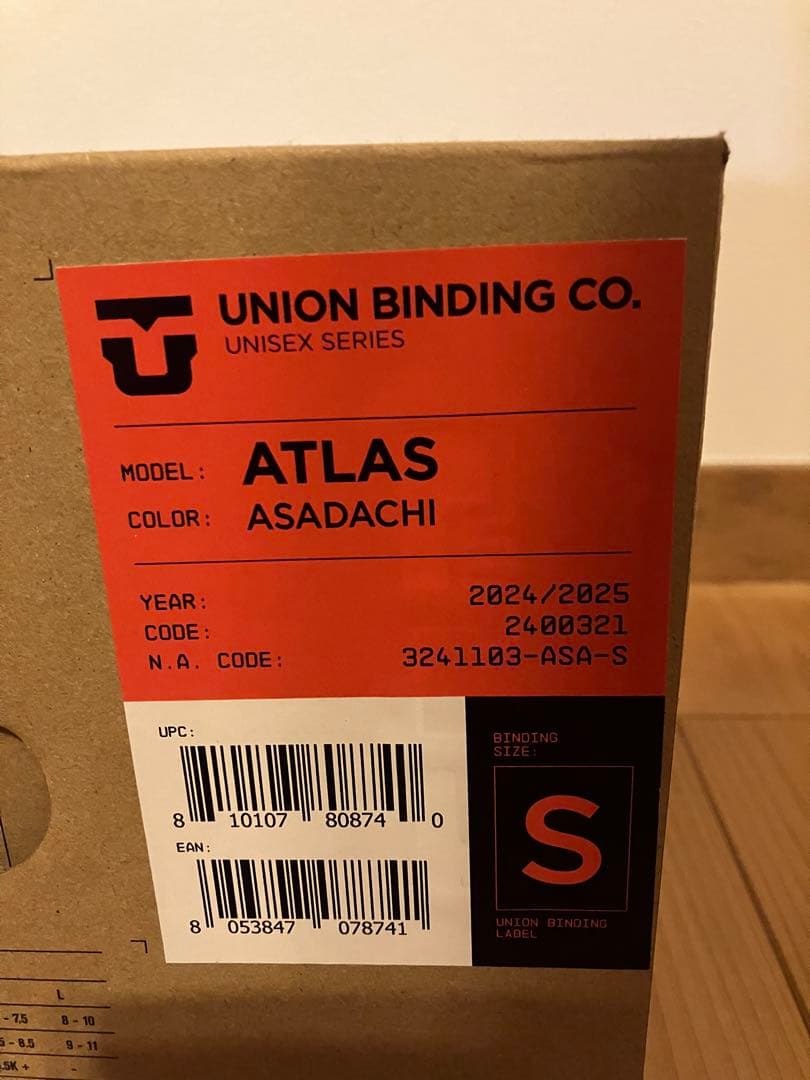 UNION BINDING CO.
UNISEX SERIES
MODEL: ATLAS
COLOR: ASADACHI
YEAR: 2024/2025
CODE: 2400321
N.A. CODE: 3241103-ASA-S
UPC:
8 10107 80874 0
EAN:
8 053847 078741
BINDING
SIZE:
S
UNION BINDING
LABEL
L
- 7.5 8 - 10
- 8.5 9 - 11